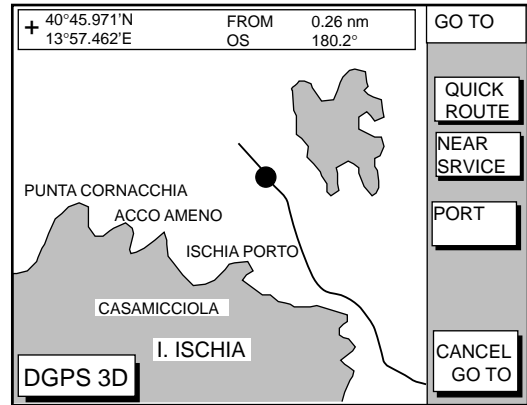 + 40°45.971'N FROM 0.26 nm
13°57.462'E OS 180.2°
GO TO
QUICK
ROUTE
NEAR
SRVICE
PORT
CANCEL
GO TO
PUNTA CORNACCHIA
ACCO AMENO
ISCHIA PORTO
CASAMICCIOLA
I. ISCHIA
DGPS 3D